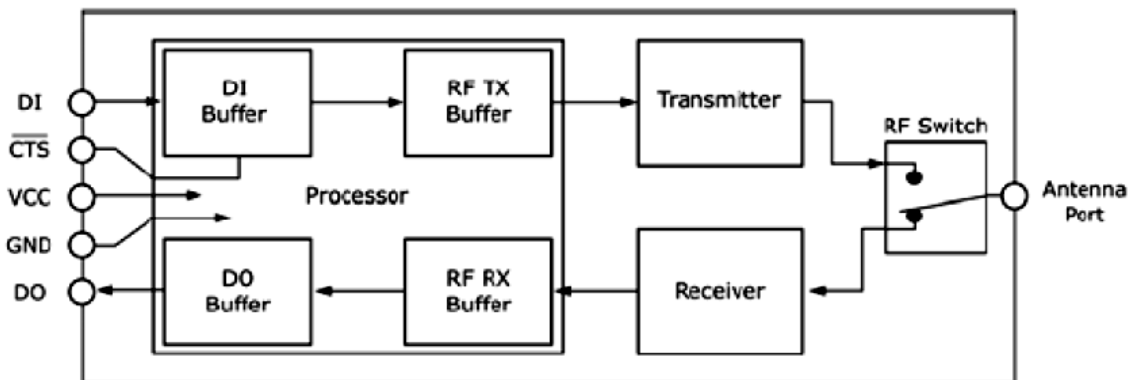 DI
CTS
VCC
GND
DO
DI
Buffer
RF TX
Buffer
Processor
DO
Buffer
RF RX
Buffer
Transmitter
Receiver
RF Switch
Antenna
Port